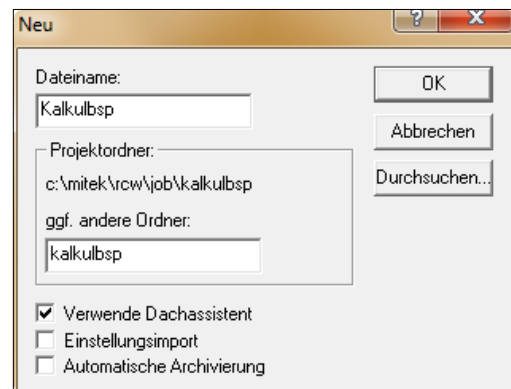 Neu
Dateiname:
Kalkulbsp
Projektordner:
c:\mitek\rcw\job\kalkulbsp
ggf. andere Ordner:
kalkulbsp
Verwende Dachassistent
Einstellungsimport
Automatische Archivierung
OK
Abbrechen
Durchsuchen...